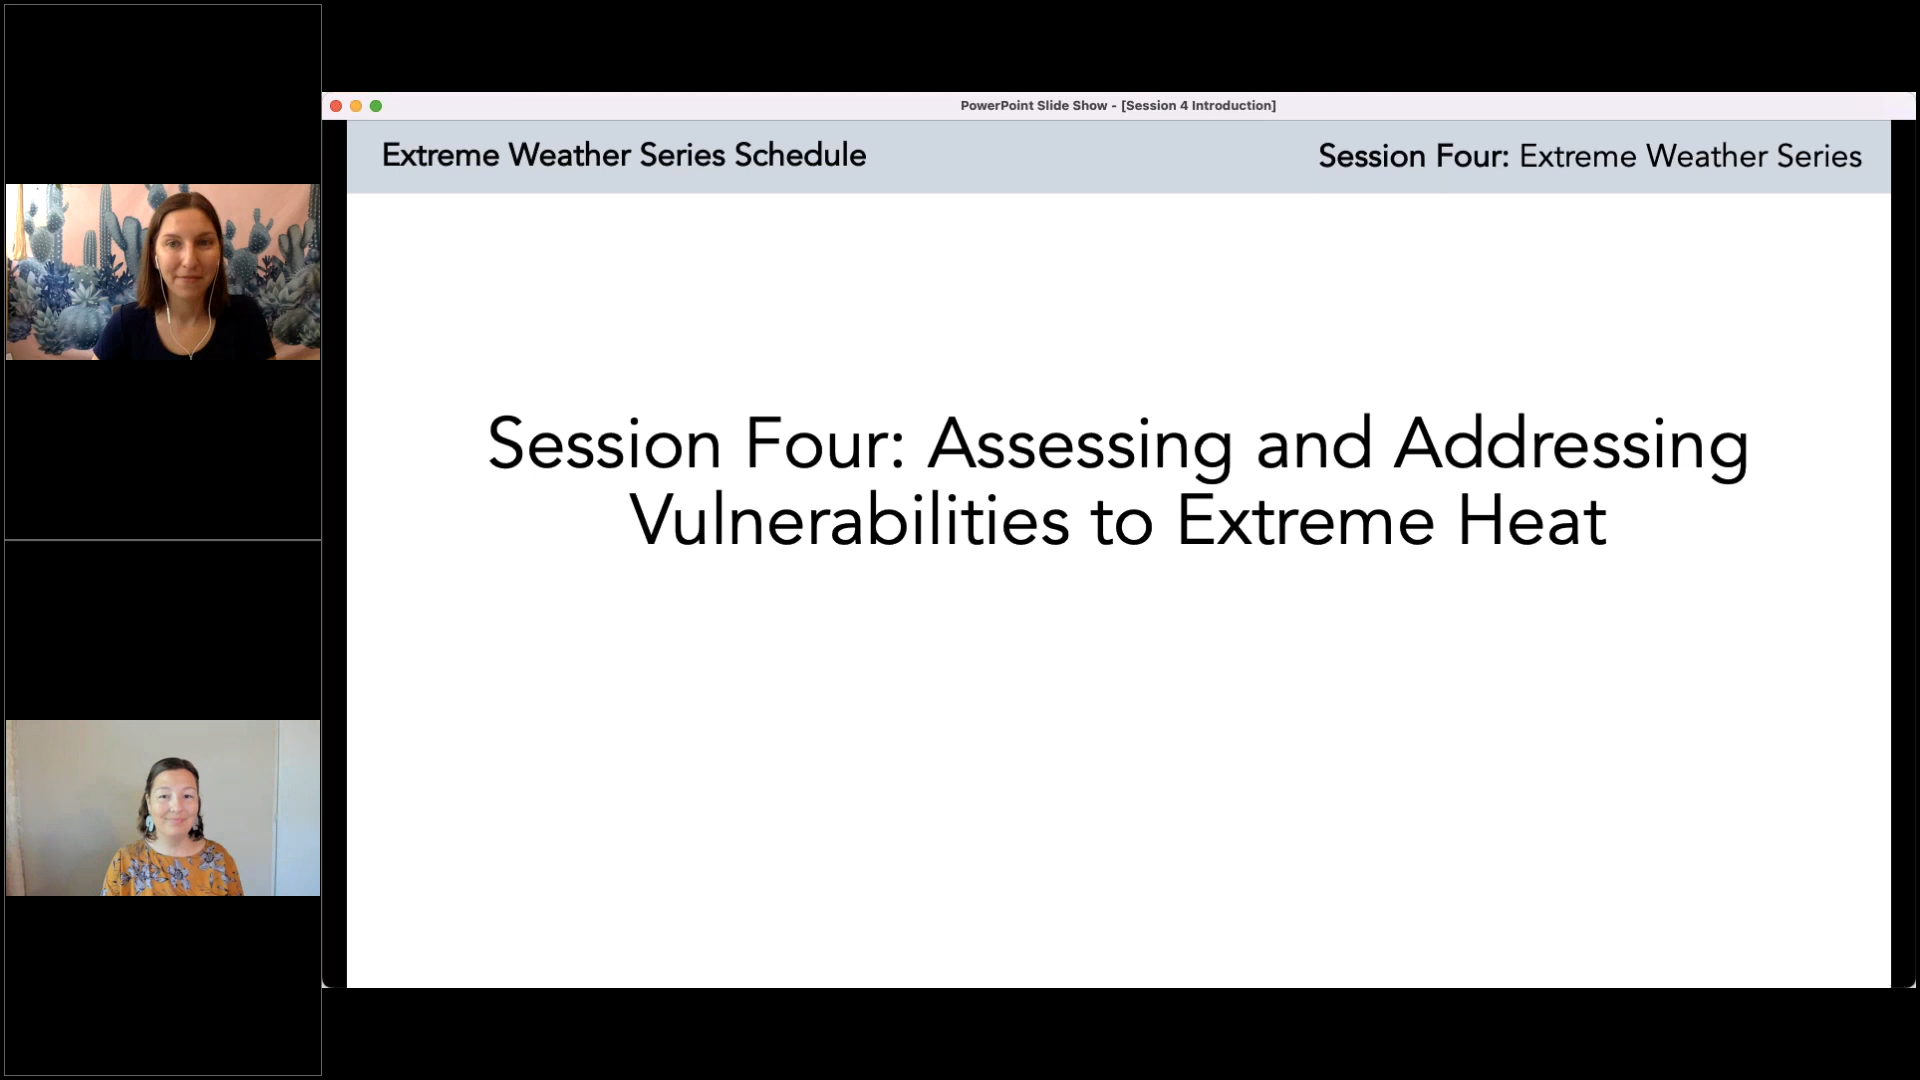 PowerPoint Slide Show - [Session 4 Introduction]
Extreme Weather Series Schedule
Session Four: Extreme Weather Series
Session Four: Assessing and Addressing
Vulnerabilities to Extreme Heat